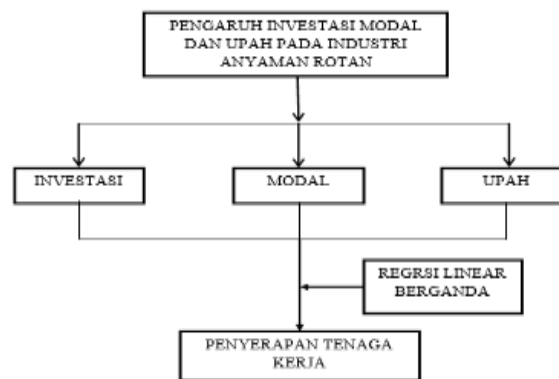 PENGARUH INVESTASI MODAL
DAN UPAH PADA INDUSTRI
ANYAMAN ROTAN
INVESTASI
MODAL
UPAH
REGRSI LINEAR
BERGANDA
PENYERAPAN TENAGA
KERJA